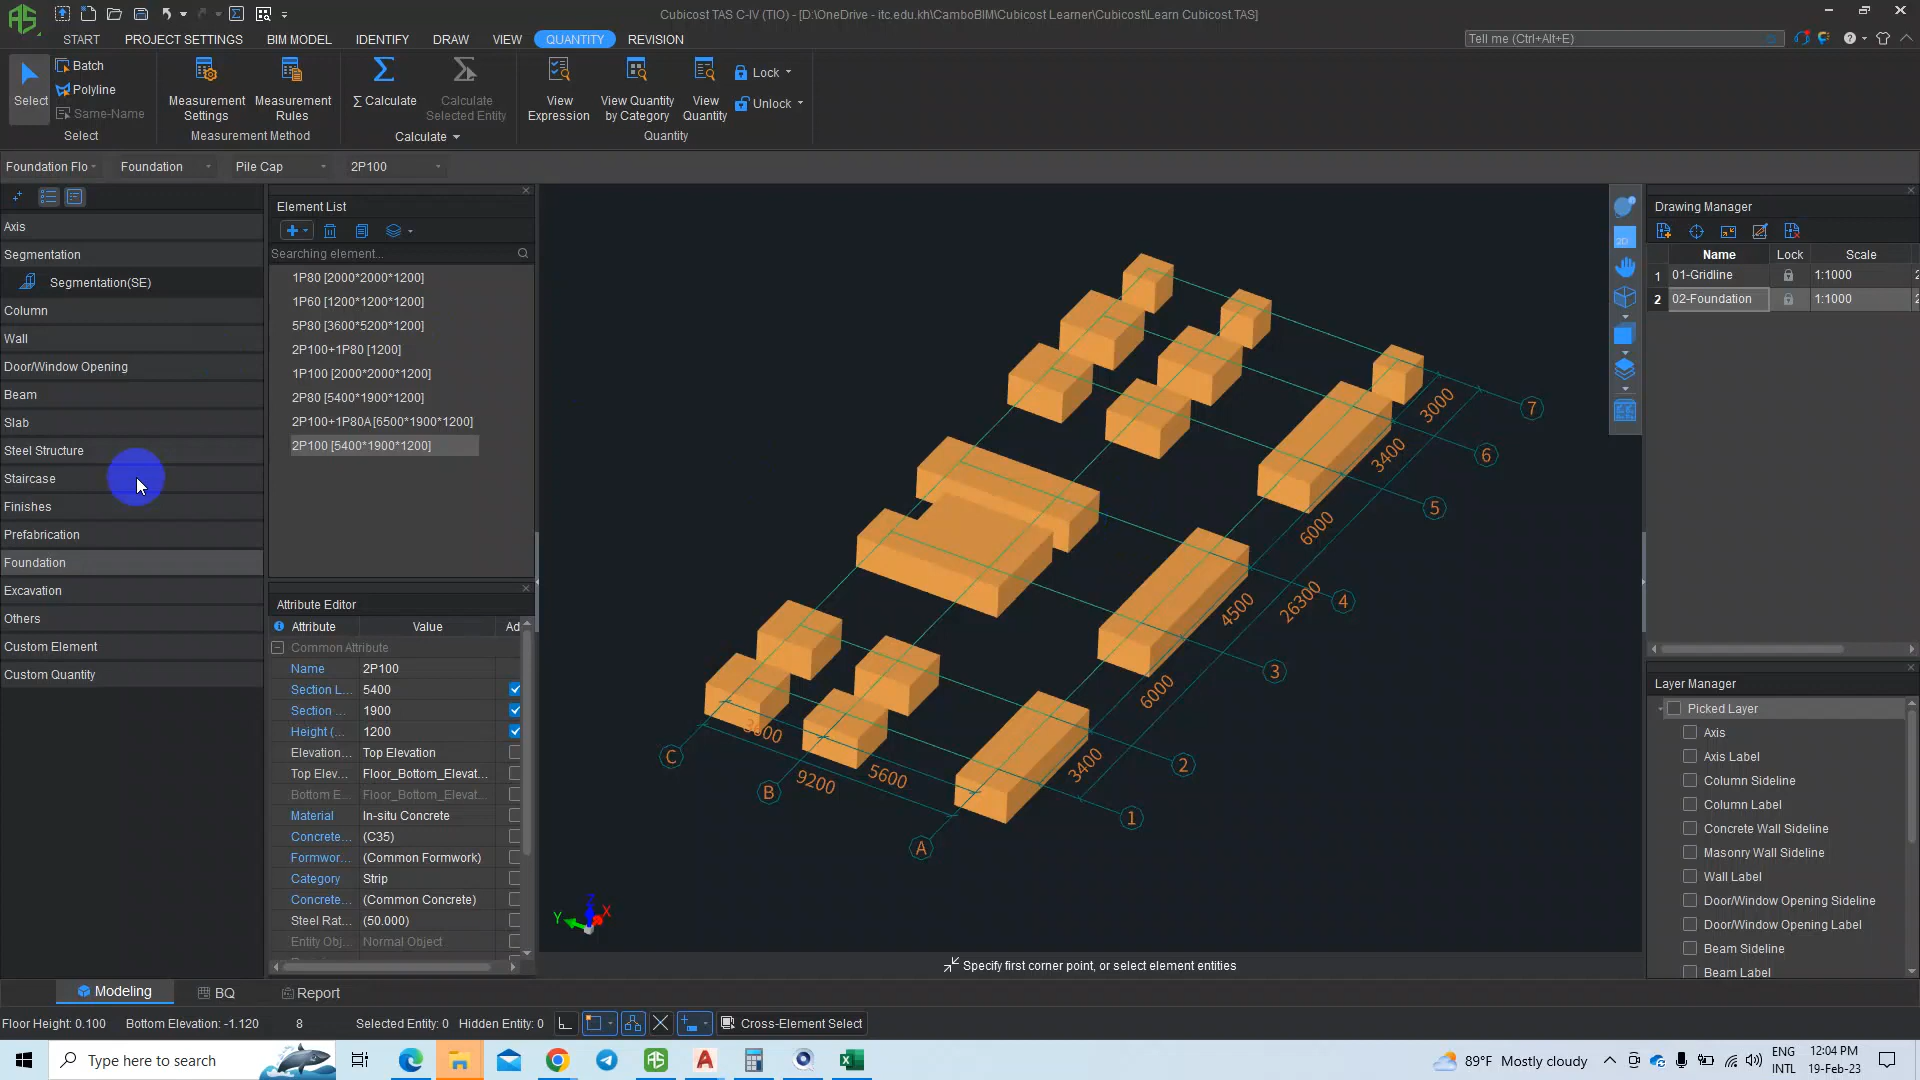 Cubicost TAS C-IV (TIO) - [D:\OneDrive - itc.edu.kh\CamboBIM\Cubicost Learner\Cubicost\Learn Cubicost.TAS]
START PROJECT SETTINGS BIM MODEL IDENTIFY DRAW VIEW QUANTITY REVISION
Tell me (Ctrl+Alt+E)
Select
Batch
Polyline
Same-Name
Select
Measurement Settings
Measurement Rules
Measurement Method
Σ Calculate
Calculate Selected Entity
Calculate
View Expression
View Quantity by Category
View Quantity
Lock
Unlock
Quantity
Foundation Flo Foundation Pile Cap 2P100
Axis
Segmentation
Segmentation(SE)
Column
Wall
Door/Window Opening
Beam
Slab
Steel Structure
Staircase
Finishes
Prefabrication
Foundation
Excavation
Others
Custom Element
Custom Quantity
Element List
Searching element...
1P80 [2000*2000*1200]
1P60 [1200*1200*1200]
5P80 [3600*5200*1200]
2P100+1P80 [1200]
1P100 [2000*2000*1200]
2P80 [5400*1900*1200]
2P100+1P80A[6500*1900*1200]
2P100 [5400*1900*1200]
Attribute Editor
Attribute Value Ad
Common Attribute
Name 2P100
Section L... 5400
Section ... 1900
Height (... 1200
Elevation... Top Elevation
Top Elev... Floor_Bottom_Elevat...
Bottom E... Floor_Bottom_Elevat...
Material In-situ Concrete
Concrete... (C35)
Formwor... (Common Formwork)
Category Strip
Concrete... (Common Concrete)
Steel Rat... (50.000)
Entity Obj... Normal Object
7
3000
6
3400
5
6000
4
4500
26300
3
6000
2
3400
1
3600
5600
9200
C
B
A
Z
Y
X
2D
Specify first corner point, or select element entities
Drawing Manager
Name Lock Scale
1 01-Gridline 1:1000 2
2 02-Foundation 1:1000 2
Layer Manager
Picked Layer
Axis
Axis Label
Column Sideline
Column Label
Concrete Wall Sideline
Masonry Wall Sideline
Wall Label
Door/Window Opening Sideline
Door/Window Opening Label
Beam Sideline
Beam Label
Modeling BQ Report
Floor Height: 0.100 Bottom Elevation: -1.120 8 Selected Entity: 0 Hidden Entity: 0 Cross-Element Select
Type here to search
89°F Mostly cloudy
ENG
INTL
12:04 PM
19-Feb-23